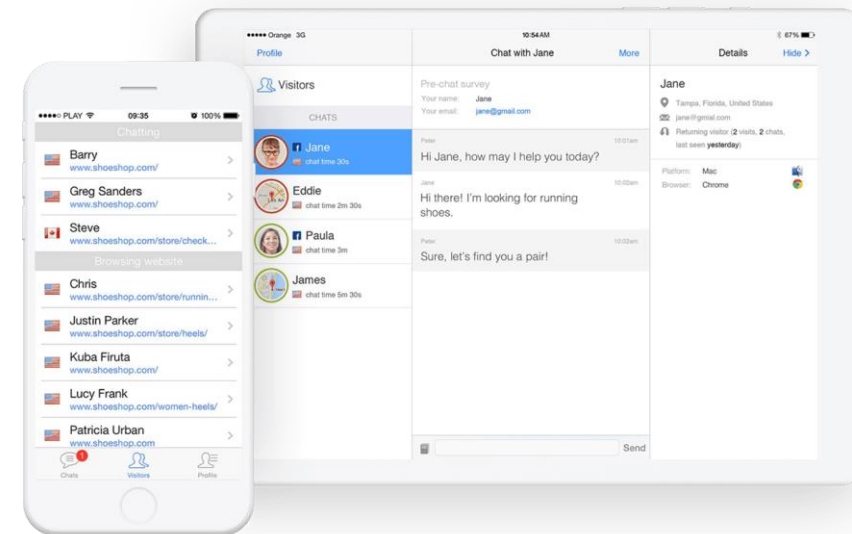 PLAY 09:35 100%
Chatting
Barry
www.shoeshop.com/
Greg Sanders
www.shoeshop.com/
Steve
www.shoeshop.com/store/check...
Browsing website
Chris
www.shoeshop.com/store/runnin...
Justin Parker
www.shoeshop.com/store/heels/
Kuba Firuta
www.shoeshop.com/
Lucy Frank
www.shoeshop.com/women-heels/
Patricia Urban
www.shoeshop.com
1
Chats Visitors Profile
Orange 3G 10:54AM 67%
Profile
Visitors
CHATS
Jane
chat time 30s
Eddie
chat time 2m 30s
Paula
chat time 3m
James
chat time 5m 30s
Chat with Jane More
Pre-chat survey
Your name: Jane
Your email: jane@gmail.com
Peter 10:01am
Hi Jane, how may I help you today?
Jane 10:02am
Hi there! I'm looking for running
shoes.
Peter 10:03am
Sure, let's find you a pair!
Send
Details Hide >
Jane
Tampa, Florida, United States
jane@gmail.com
Returning visitor (2 visits, 2 chats,
last seen yesterday)
Platform: Mac
Browser: Chrome